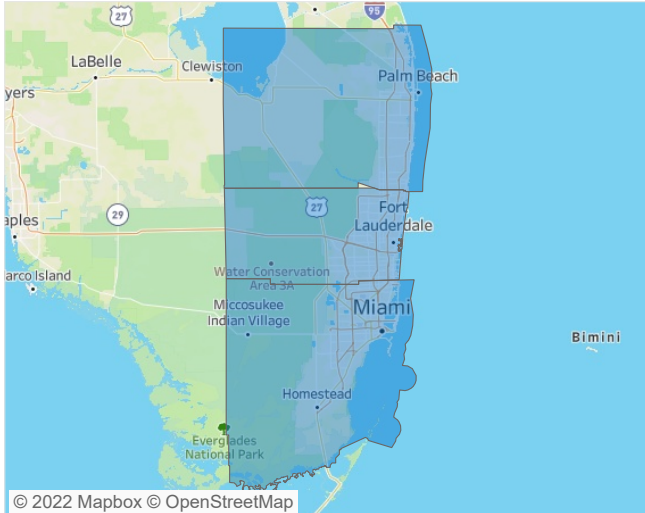 95
27
LaBelle
Clewiston
Palm Beach
yers
27
29
Fort
Lauderdale
aples
Water Conservation
Area 3A
arco Island
Miccosukee
Indian Village
Miami
Bimini
Homestead
Everglades
National Park
© 2022 Mapbox © OpenStreetMap